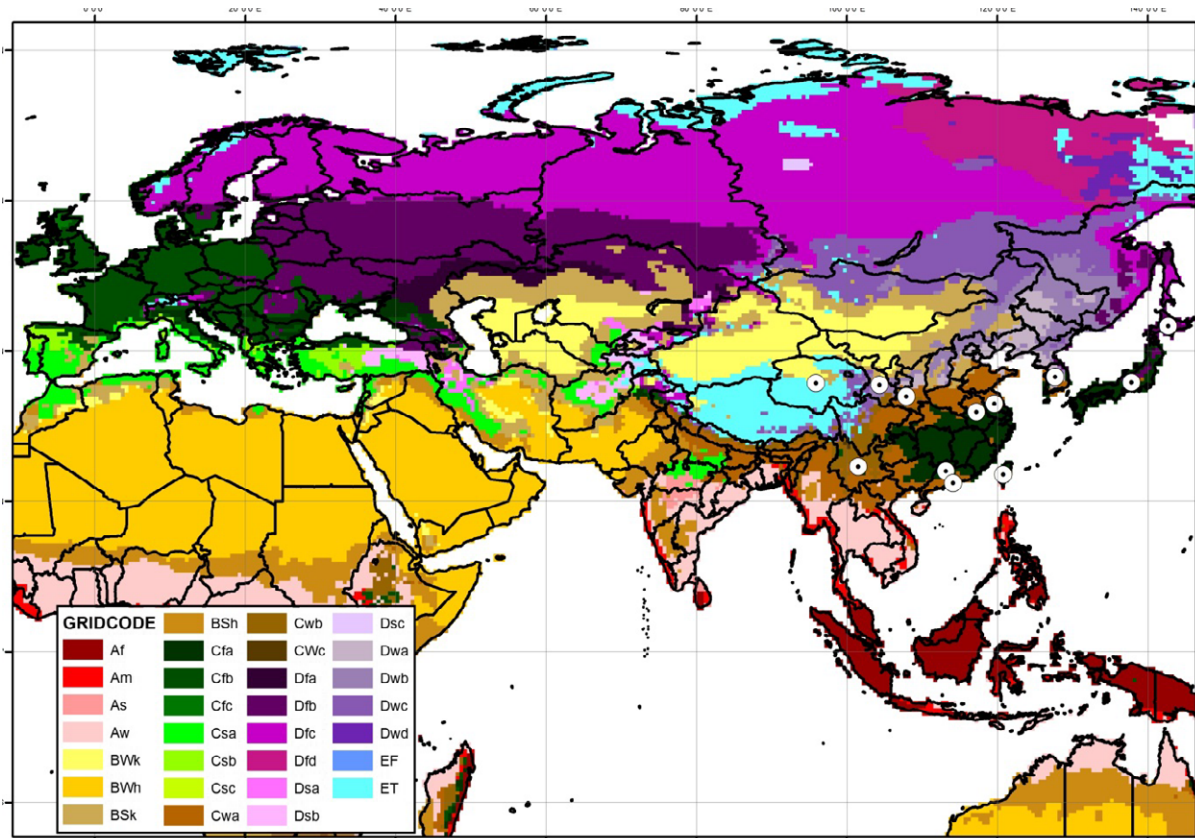 GRIDCODE
Af
Am
As
Aw
BWk
BWh
BSk
BSh
Cfa
Cfb
Cfc
Csa
Csb
Csc
Cwa
Cwb
CWc
Dfa
Dfb
Dfc
Dfd
Dsa
Dsb
Dsc
Dwa
Dwb
Dwc
Dwd
EF
ET